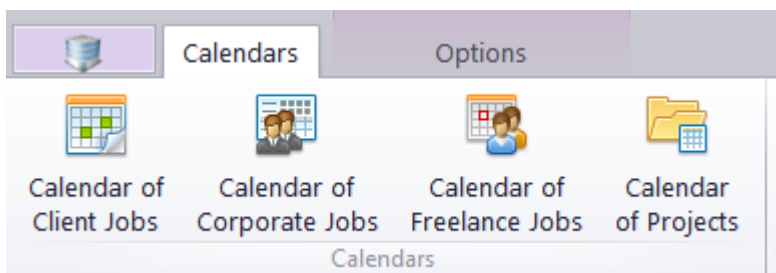 Calendars
Options
Calendar of
Client Jobs
Calendar of
Corporate Jobs
Calendar of
Freelance Jobs
Calendar
of Projects
Calendars